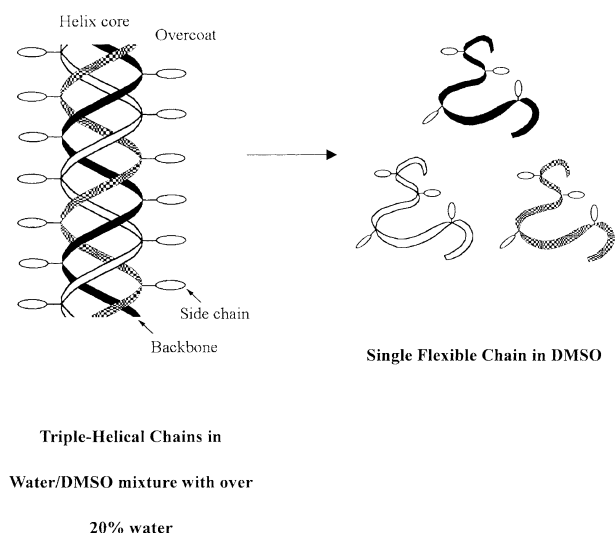 Helix core
Overcoat
Side chain
Backbone
Single Flexible Chain in DMSO
Triple-Helical Chains in
Water/DMSO mixture with over
20% water